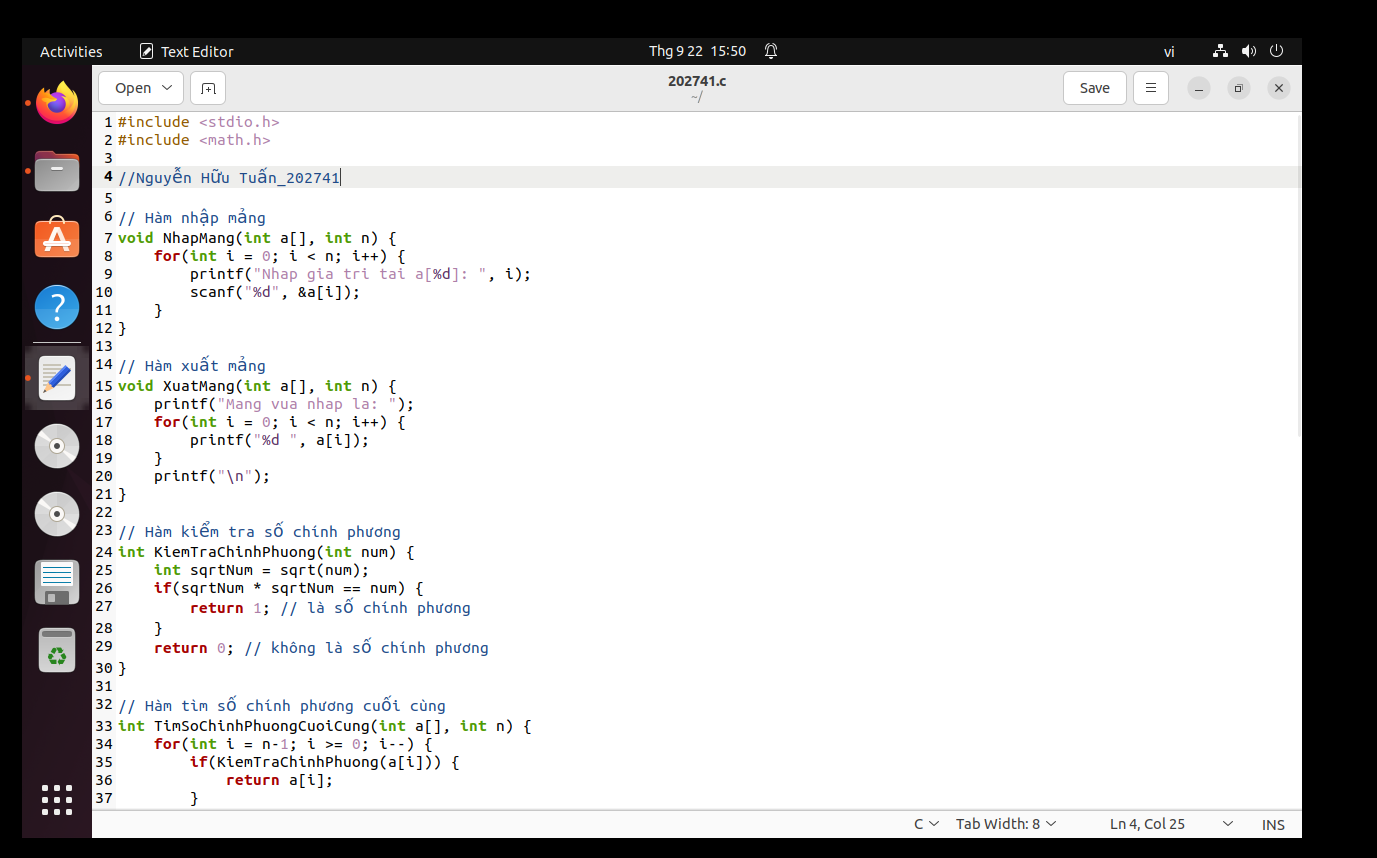 Activities Text Editor Thg 9 22 15:50 vi
Open 202741.c Save
~/
1 #include <stdio.h>
2 #include <math.h>
3
4 //Nguyễn Hữu Tuấn_202741
5
6 // Hàm nhập mảng
7 void NhapMang(int a[], int n) {
8     for(int i = 0; i < n; i++) {
9         printf("Nhap gia tri tai a[%d]: ", i);
10         scanf("%d", &a[i]);
11     }
12 }
13
14 // Hàm xuất mảng
15 void XuatMang(int a[], int n) {
16     printf("Mang vua nhap la: ");
17     for(int i = 0; i < n; i++) {
18         printf("%d ", a[i]);
19     }
20     printf("\n");
21 }
22
23 // Hàm kiểm tra số chính phương
24 int KiemTraChinhPhuong(int num) {
25     int sqrtNum = sqrt(num);
26     if(sqrtNum * sqrtNum == num) {
27         return 1; // là số chính phương
28     }
29     return 0; // không là số chính phương
30 }
31
32 // Hàm tìm số chính phương cuối cùng
33 int TimSoChinhPhuongCuoiCung(int a[], int n) {
34     for(int i = n-1; i >= 0; i--) {
35         if(KiemTraChinhPhuong(a[i])) {
36             return a[i];
37         }
C Tab Width: 8 Ln 4, Col 25 INS